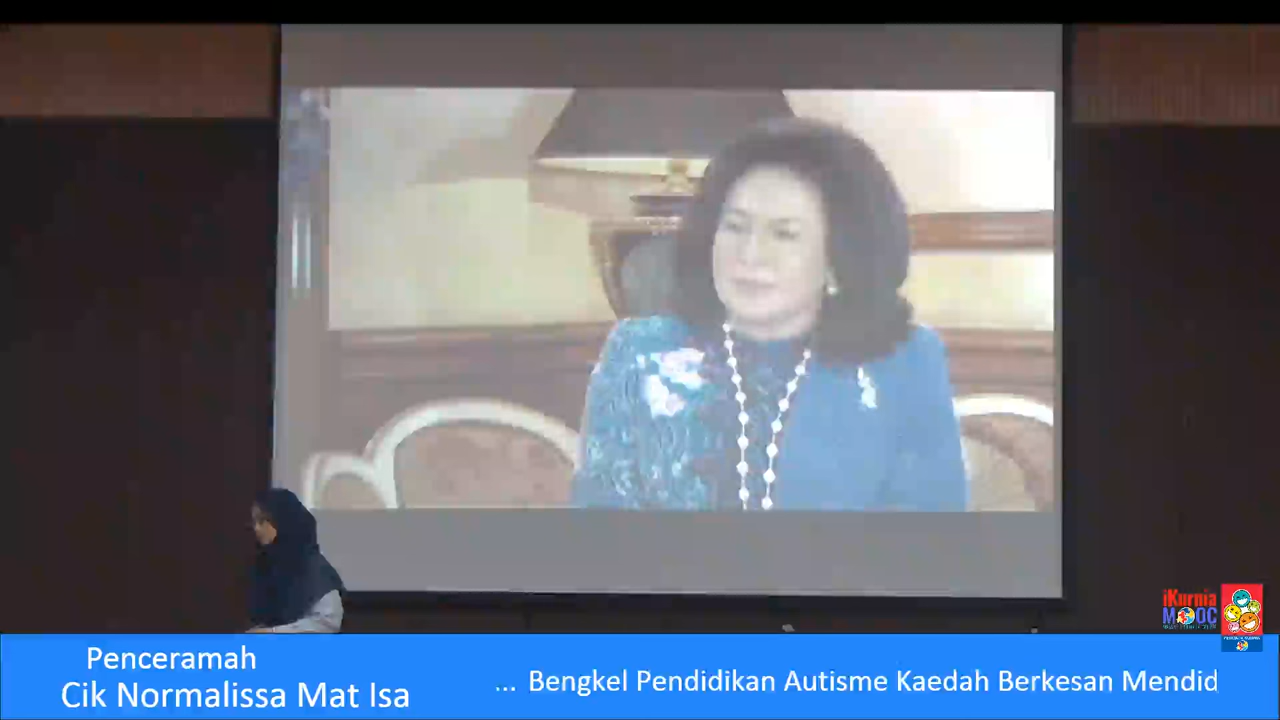 iKurnia
MOOC
Penceramah
Cik Normalissa Mat Isa
... Bengkel Pendidikan Autisme Kaedah Berkesan Mendid